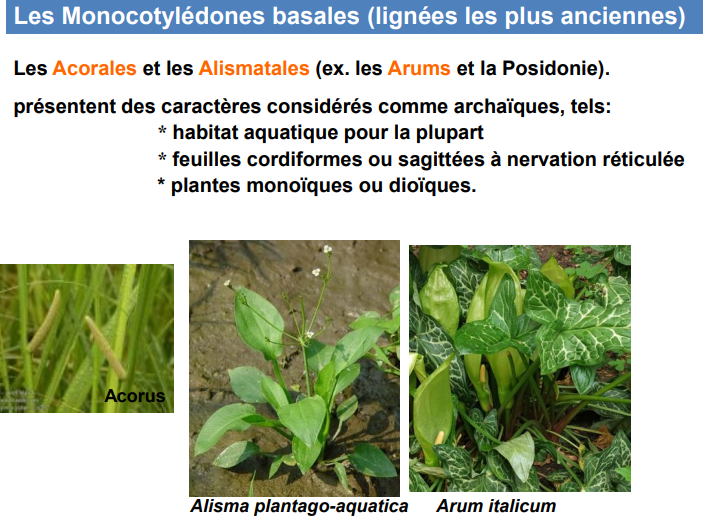 Les Monocotylédones basales (lignées les plus anciennes)
Les Acorales et les Alismatales (ex. les Arums et la Posidonie).
présentent des caractères considérés comme archaïques, tels:
* habitat aquatique pour la plupart
* feuilles cordiformes ou sagittées à nervation réticulée
* plantes monoïques ou dioïques.
Acorus
Alisma plantago-aquatica
Arum italicum